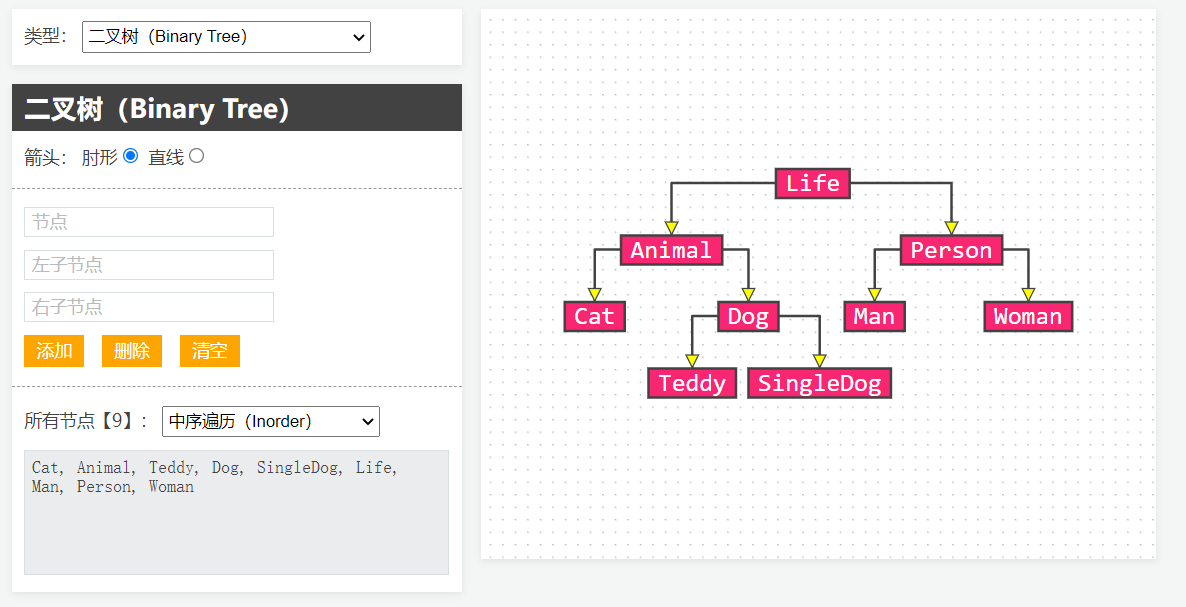 类型： 二叉树（Binary Tree）
二叉树（Binary Tree）
箭头： 肘形 直线
节点
左子节点
右子节点
添加 删除 清空
所有节点【9】： 中序遍历（Inorder）
Cat, Animal, Teddy, Dog, SingleDog, Life,
Man, Person, Woman
Life
Animal Person
Cat Dog Man Woman
Teddy SingleDog